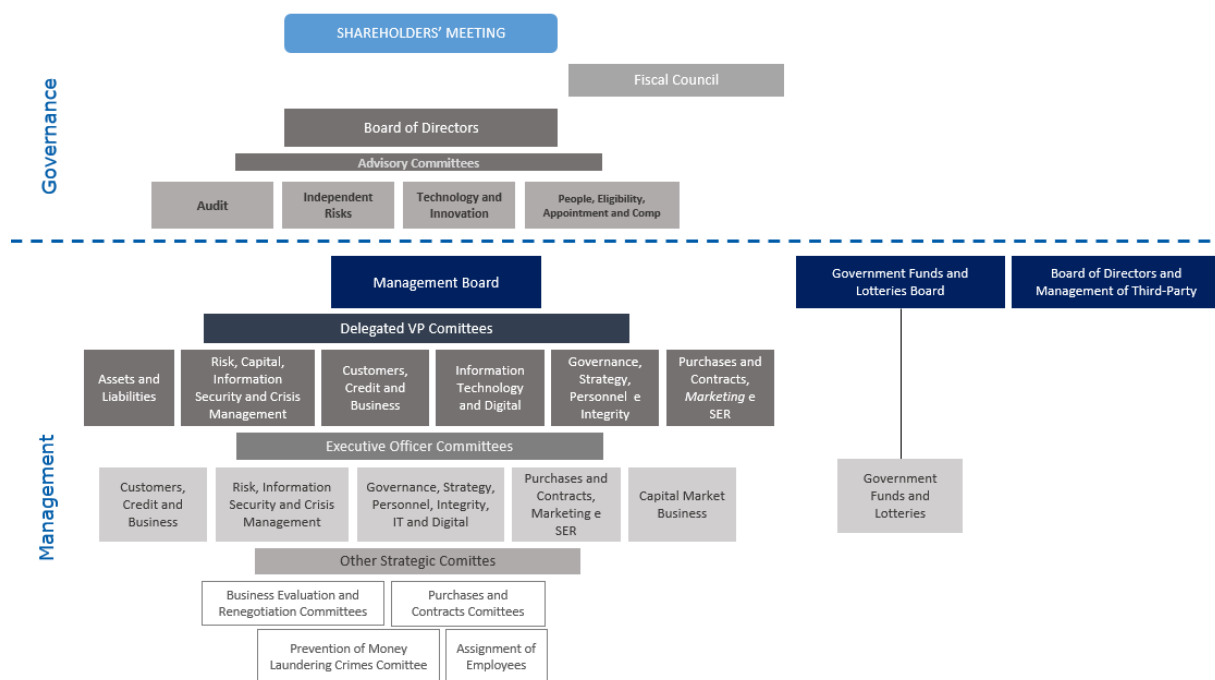 SHAREHOLDERS' MEETING
Fiscal Council
Governance
Board of Directors
Advisory Committees
Audit
Independent
Risks
Technology and
Innovation
People, Eligibility,
Appointment and Comp
Management Board
Government Funds and
Lotteries Board
Board of Directors and
Management of Third-Party
Delegated VP Comittees
Assets and
Liabilities
Risk, Capital,
Information
Security and Crisis
Management
Customers,
Credit and
Business
Information
Technology
and Digital
Governance,
Strategy,
Personnel e
Integrity
Purchases and
Contracts,
Marketing e
SER
Management
Executive Officer Committees
Customers,
Credit and
Business
Risk, Information
Security and Crisis
Management
Governance, Strategy,
Personnel, Integrity,
IT and Digital
Purchases and
Contracts,
Marketing e
SER
Capital Market
Business
Government
Funds and
Lotteries
Other Strategic Comittes
Business Evaluation and
Renegotiation Committees
Purchases and
Contracts Comittees
Prevention of Money
Laundering Crimes Comittee
Assignment of
Employees